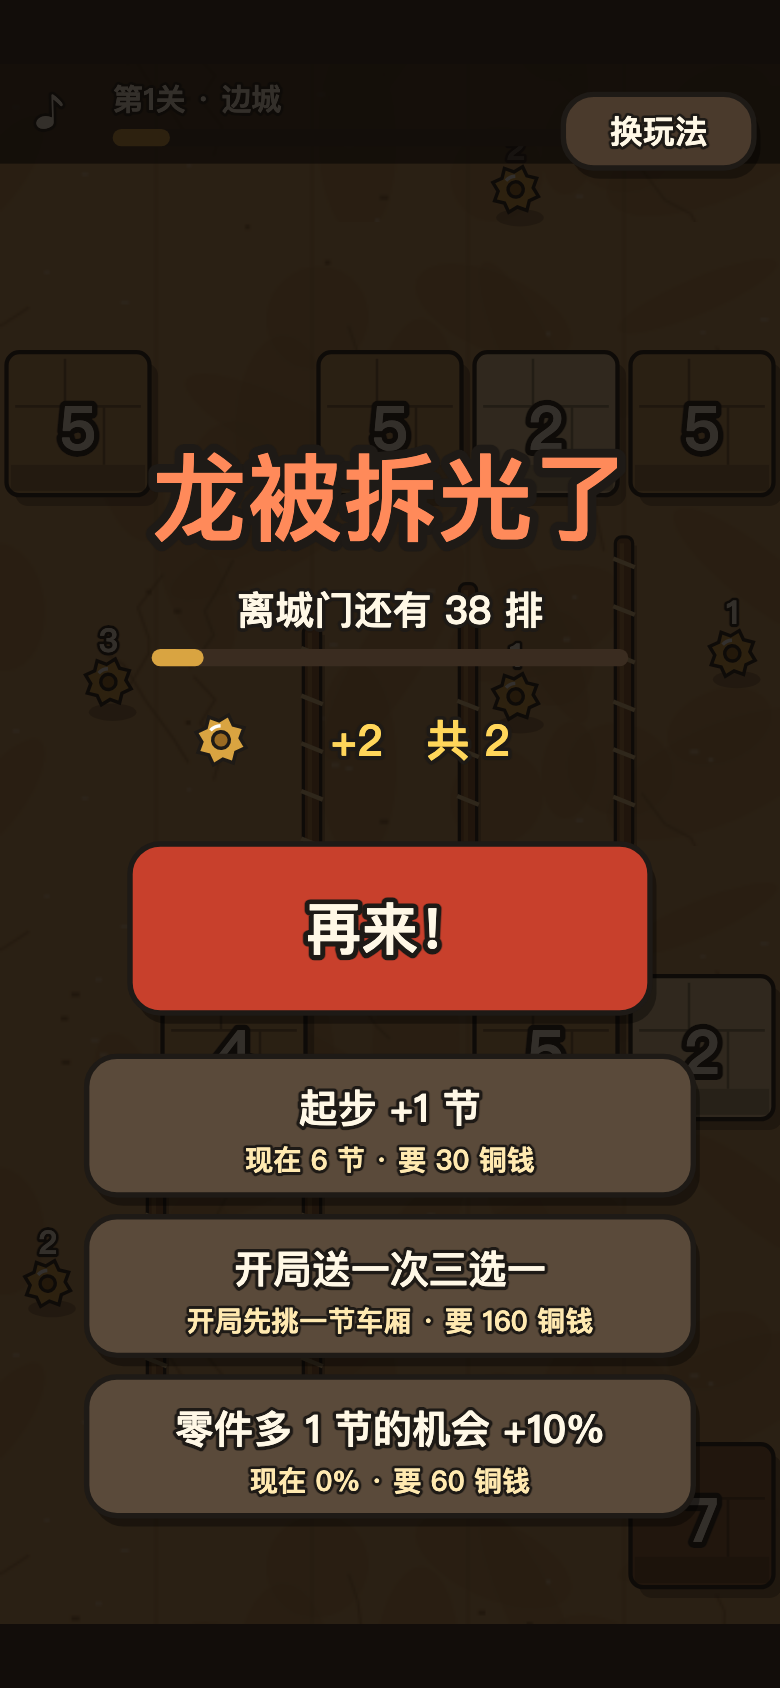 第1关 · 边城
换玩法
2
5 5 2 5
龙被拆光了
离城门还有 38 排
3
1
1
+2 共 2
再来!
4 5 2
起步 +1 节
现在 6 节 · 要 30 铜钱
2
开局送一次三选一
开局先挑一节车厢 · 要 160 铜钱
零件多 1 节的机会 +10%
现在 0% · 要 60 铜钱
7